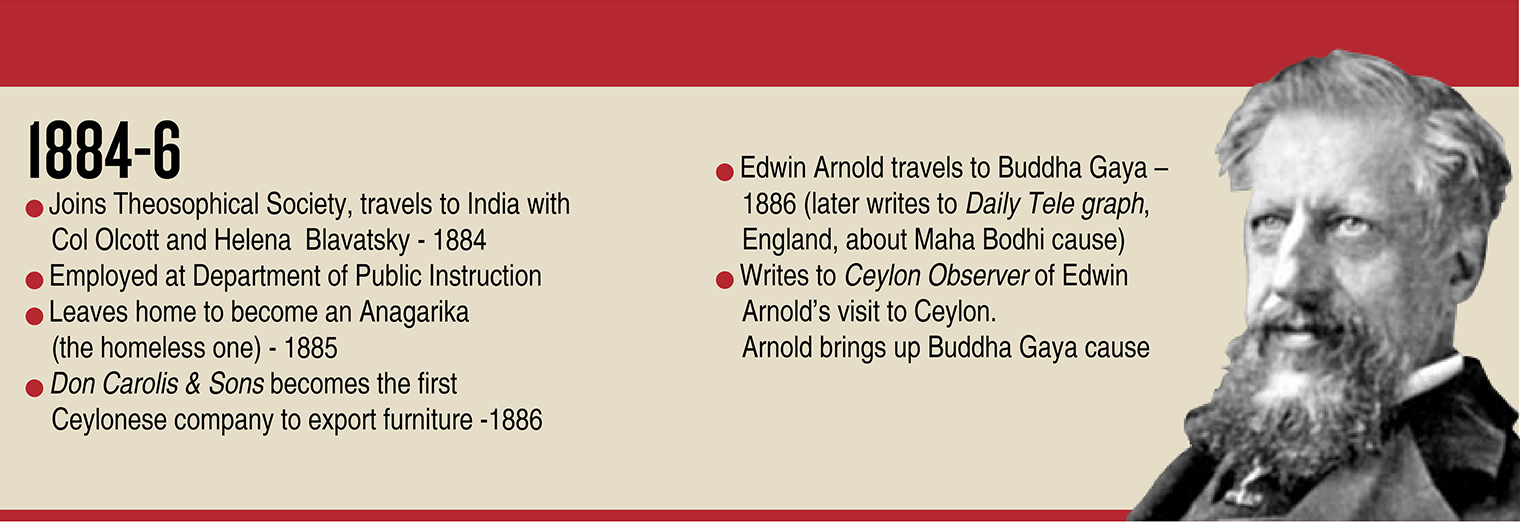 1884-6
Joins Theosophical Society, travels to India with
Col Olcott and Helena  Blavatsky - 1884
Employed at Department of Public Instruction
Leaves home to become an Anagarika
(the homeless one) - 1885
Don Carolis & Sons becomes the first
Ceylonese company to export furniture -1886
Edwin Arnold travels to Buddha Gaya –
1886 (later writes to Daily Tele graph,
England, about Maha Bodhi cause)
Writes to Ceylon Observer of Edwin
Arnold’s visit to Ceylon.
Arnold brings up Buddha Gaya cause